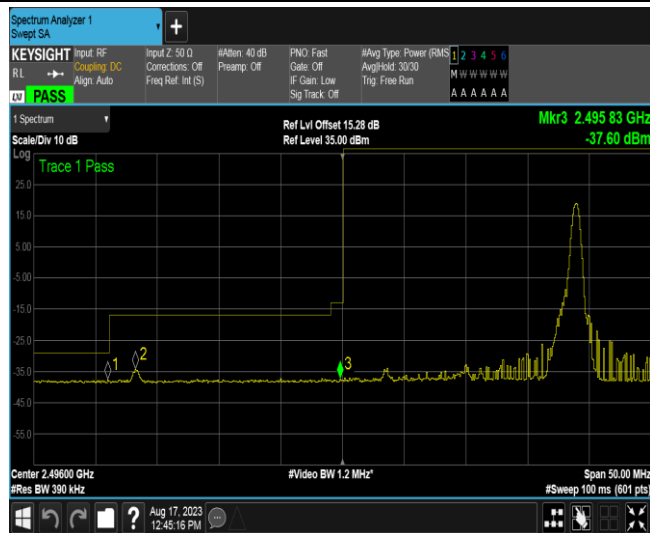 Spectrum Analyzer 1
Swept SA
+
KEYSIGHT
RL
PASS
Input: RF
Coupling: DC
Align: Auto
Input Z: 50 Ω
Corrections: Off
Freq Ref: Int (S)
#Atten: 40 dB
Preamp: Off
PNO: Fast
Gate: Off
IF Gain: Low
Sig Track: Off
#Avg Type: Power (RMS
Avg|Hold: 30/30
Trig: Free Run
1 2 3 4 5 6
M W W W W W
A A A A A A
1 Spectrum
Scale/Div 10 dB
Ref Lvl Offset 15.28 dB
Ref Level 35.00 dBm
Mkr3 2.495 83 GHz
-37.60 dBm
Log
Trace 1 Pass
25.0
15.0
5.00
-5.00
-15.0
-25.0
-35.0
-45.0
-55.0
1
2
3
Center 2.49600 GHz
#Res BW 390 kHz
#Video BW 1.2 MHz*
Span 50.00 MHz
#Sweep 100 ms (601 pts)
?
Aug 17, 2023
12:45:16 PM